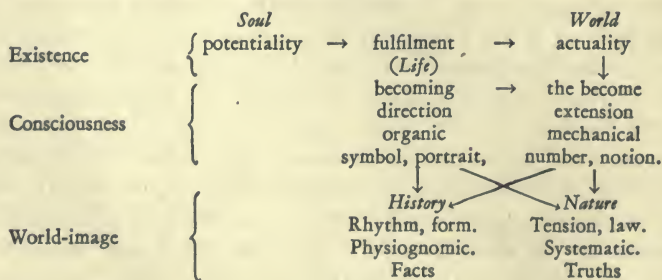 Soul World
Existence { potentiality → fulfilment → actuality
(Life)
Consciousness { becoming → the become
direction extension
organic mechanical
symbol, portrait, number, notion.
World-image { History Nature
Rhythm, form. Tension, law.
Physiognomic. Systematic.
Facts Truths